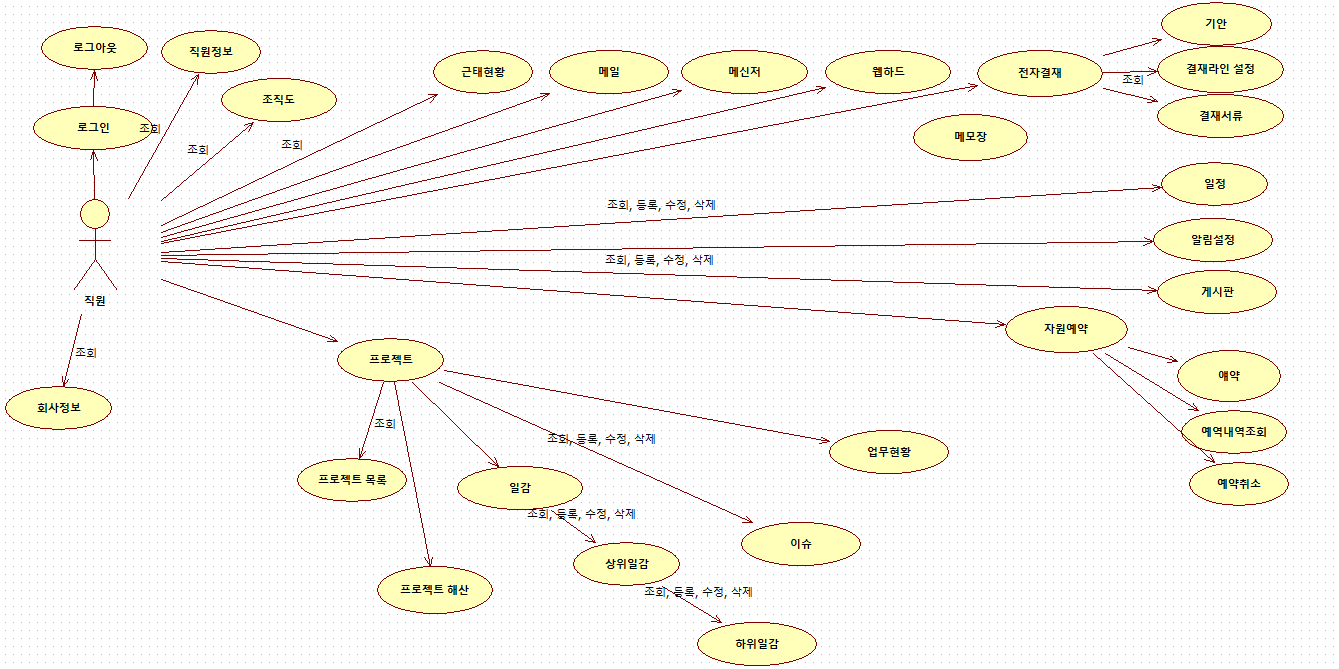 기안
로그아웃
직원정보
근태현황
메일
메신저
웹하드
전자결재
결재라인 설정
조회
조직도
결재서류
로그인
조회
메모장
조회
조회
일정
조회, 등록, 수정, 삭제
알림설정
조회, 등록, 수정, 삭제
게시판
직원
자원예약
조회
프로젝트
애약
회사정보
조회
예역내역조회
조회, 등록, 수정, 삭제
업무현황
프로젝트 목록
일감
예약취소
조회, 등록, 수정, 삭제
이슈
상위일감
프로젝트 해산
조회, 등록, 수정, 삭제
하위일감